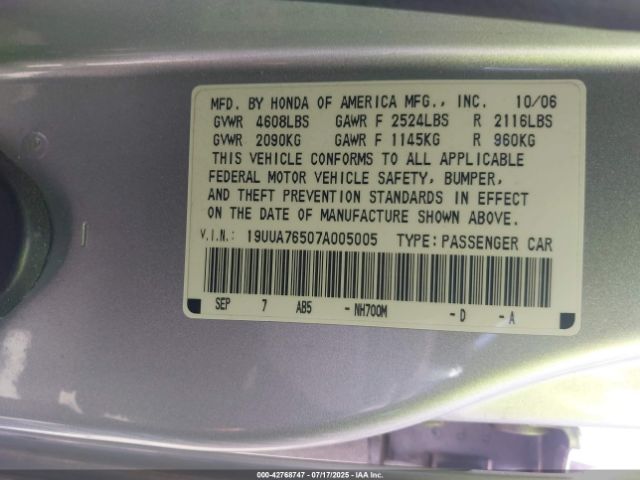 MFD. BY HONDA OF AMERICA MFG., INC. 10/06
GVWR 4608LBS GAWR F 2524LBS R 2116LBS
GVWR 2090KG GAWR F 1145KG R 960KG
THIS VEHICLE CONFORMS TO ALL APPLICABLE
FEDERAL MOTOR VEHICLE SAFETY, BUMPER,
AND THEFT PREVENTION STANDARDS IN EFFECT
ON THE DATE OF MANUFACTURE SHOWN ABOVE.
V.I.N.: 19UUA76507A005005 TYPE: PASSENGER CAR
SEP 7 AB5 - NH700M - D - A
000-42768747 - 07/17/2025 - IAA Inc.